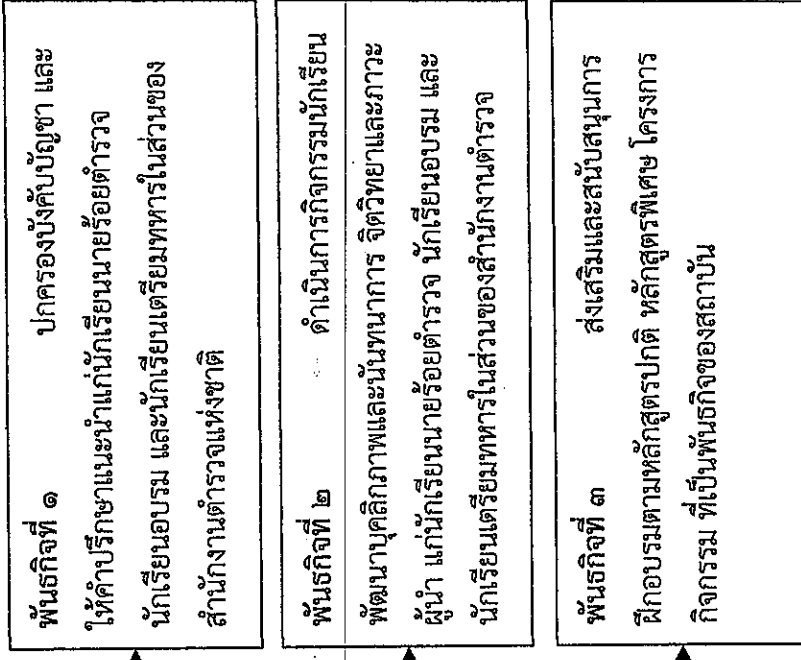 พันธกิจที่ ๑ ปกครองบังคับบัญชา และ
ให้คำปรึกษาแนะนำแก่นักเรียนนายร้อยตำรวจ
นักเรียนอบรม และนักเรียนเตรียมทหารในส่วนของ
สำนักงานตำรวจแห่งชาติ
พันธกิจที่ ๒ ดำเนินการกิจกรรมนักเรียน
พัฒนาบุคลิกภาพและนันทนาการ จิตวิทยาและภาวะ
ผู้นำ แก่นักเรียนนายร้อยตำรวจ นักเรียนอบรม และ
นักเรียนเตรียมทหารในส่วนของสำนักงานตำรวจ
พันธกิจที่ ๓ ส่งเสริมและสนับสนุนการ
ฝึกอบรมตามหลักสูตรปกติ หลักสูตรพิเศษ โครงการ
กิจกรรม ที่เป็นพันธกิจของสถาบัน